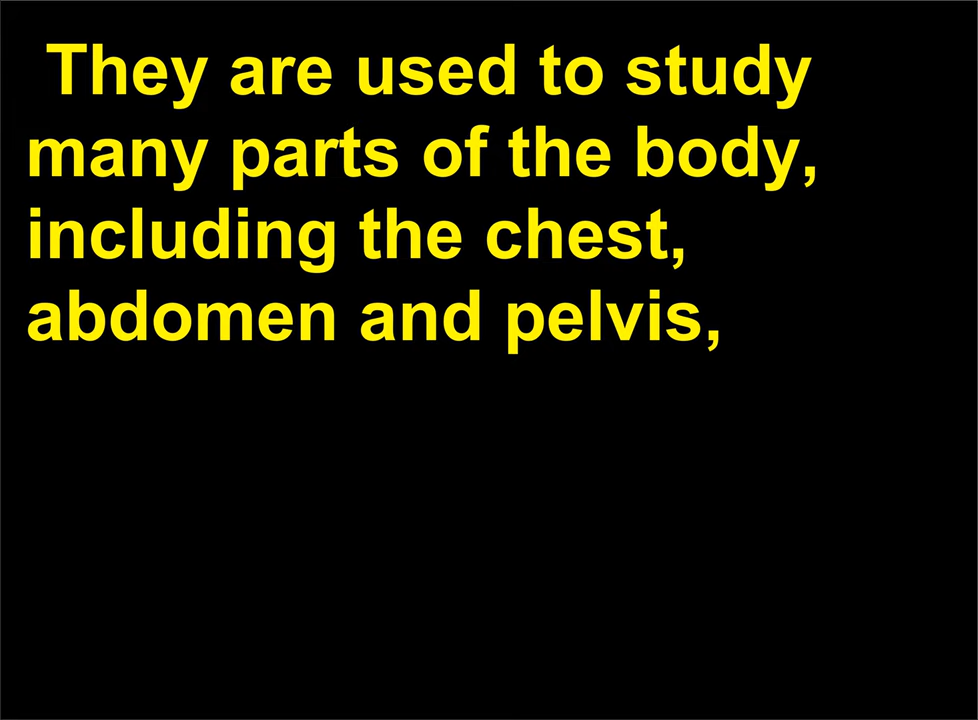 They are used to study
many parts of the body,
including the chest,
abdomen and pelvis,